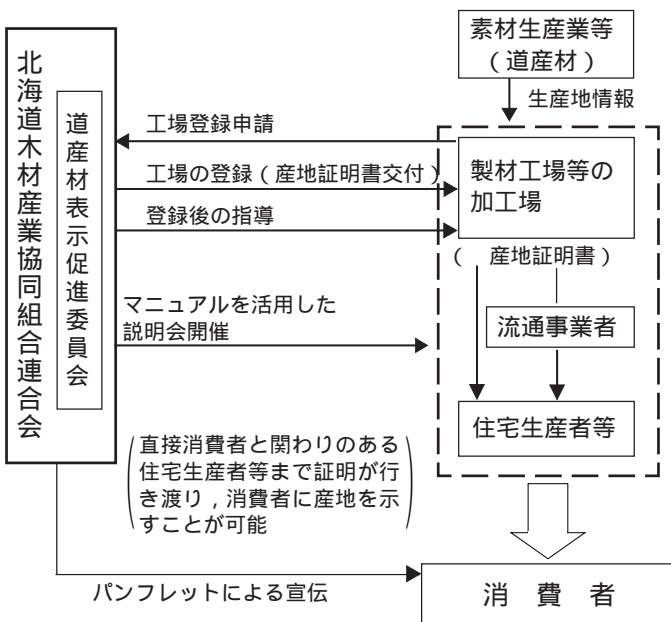 素材生産業等
(道産材)
生産地情報
北海道木材産業協同組合連合会
道産材表示促進委員会
工場登録申請
工場の登録(産地証明書交付)
登録後の指導
製材工場等の
加工場
( 産地証明書)
マニュアルを活用した
説明会開催
流通事業者
住宅生産者等
直接消費者と関わりのある
住宅生産者等まで証明が行
き渡り,消費者に産地を示
すことが可能
パンフレットによる宣伝
消 費 者